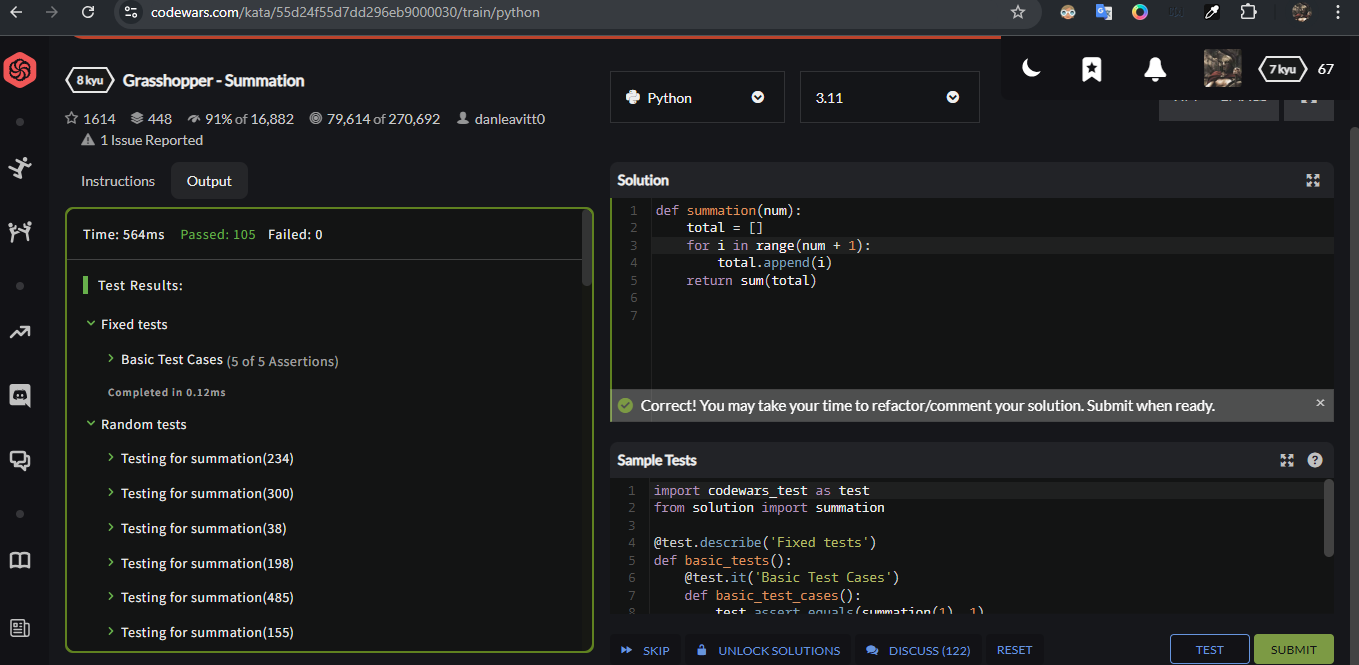 codewars.com/kata/55d24f55d7dd296eb9000030/train/python
8 kyu Grasshopper - Summation
1614 448 91% of 16,882 79,614 of 270,692 danleavitt0
1 Issue Reported
Python
3.11
7 kyu 67
Instructions Output
Time: 564ms Passed: 105 Failed: 0
Test Results:
Fixed tests
Basic Test Cases (5 of 5 Assertions)
Completed in 0.12ms
Random tests
Testing for summation(234)
Testing for summation(300)
Testing for summation(38)
Testing for summation(198)
Testing for summation(485)
Testing for summation(155)
Solution
1 def summation(num):
2 total = []
3 for i in range(num + 1):
4 total.append(i)
5 return sum(total)
6
7
Correct! You may take your time to refactor/comment your solution. Submit when ready.
Sample Tests
1 import codewars_test as test
2 from solution import summation
3
4 @test.describe('Fixed tests')
5 def basic_tests():
6 @test.it('Basic Test Cases')
7 def basic_test_cases():
8 test.assert_equals(summation(1), 1)
SKIP UNLOCK SOLUTIONS DISCUSS (122) RESET TEST SUBMIT